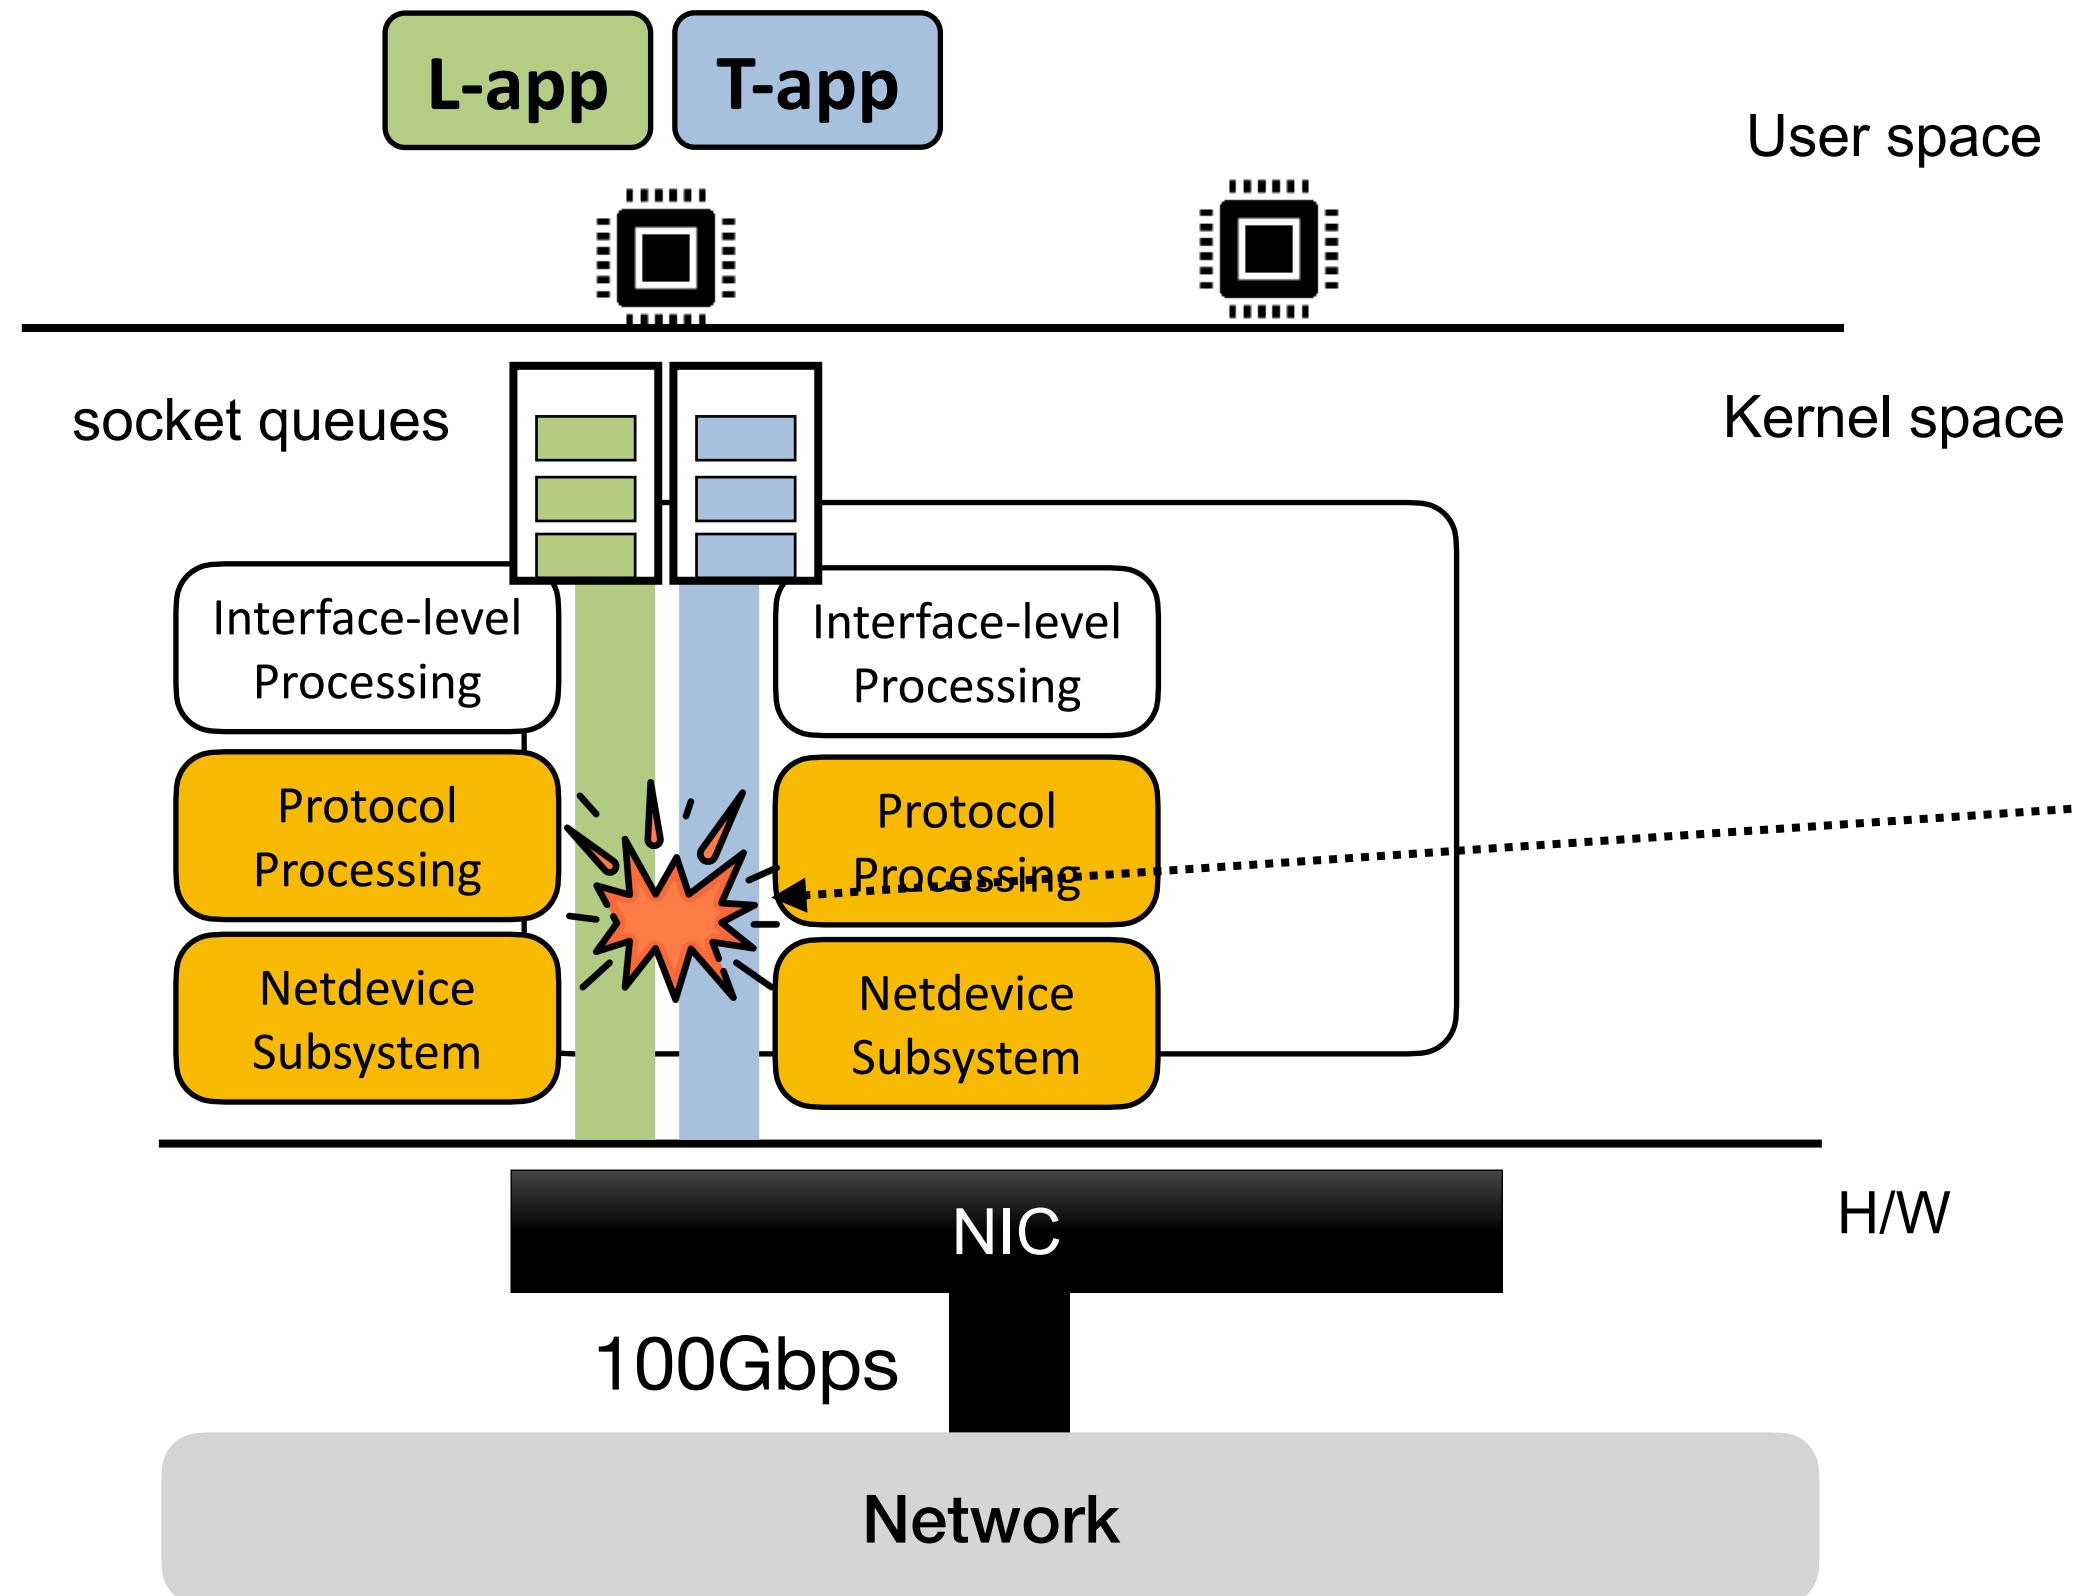 L-app
T-app
User space
socket queues
Kernel space
Interface-level
Processing
Interface-level
Processing
Protocol
Processing
Protocol
Processing
Netdevice
Subsystem
Netdevice
Subsystem
NIC
H/W
100Gbps
Network